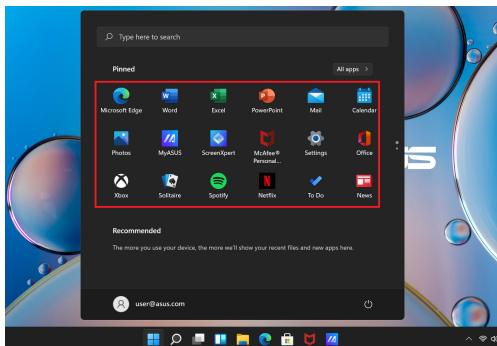 Type here to search
Pinned
All apps >
Microsoft Edge Word Excel PowerPoint Mail Calendar
Photos MyASUS ScreenXpert McAfee® Personal... Settings Office
Xbox Solitaire Spotify Netflix To Do News
Recommended
The more you use your device, the more we'll show your recent files and new apps here.
user@asus.com